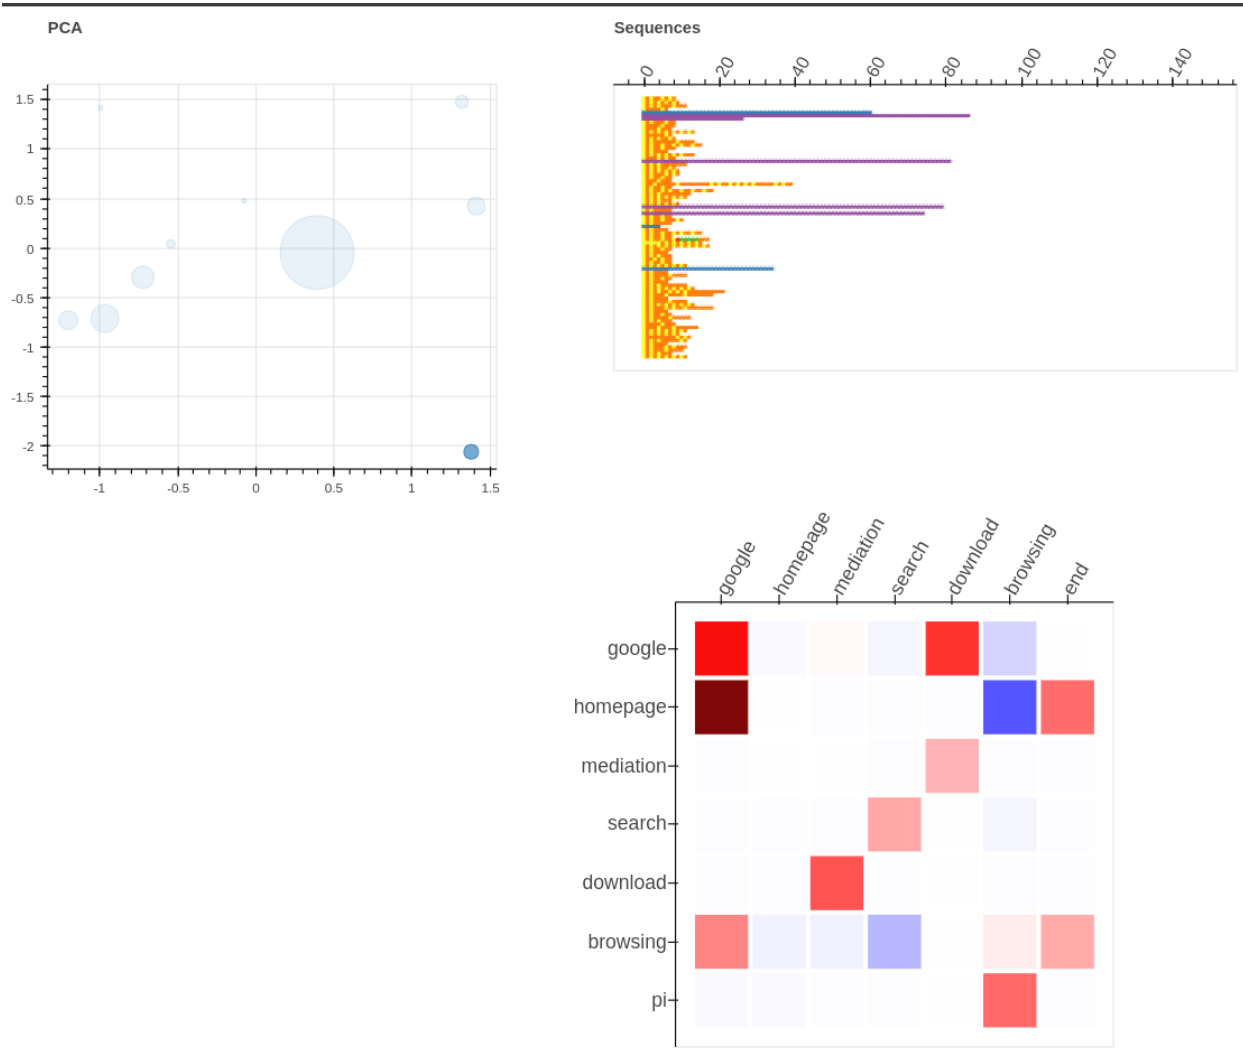 PCA
1.5
1
0.5
0
-0.5
-1
-1.5
-2
-1 -0.5 0 0.5 1 1.5
Sequences
0 20 40 60 80 100 120 140
google homepage mediation search download browsing end
google
homepage
mediation
search
download
browsing
pi